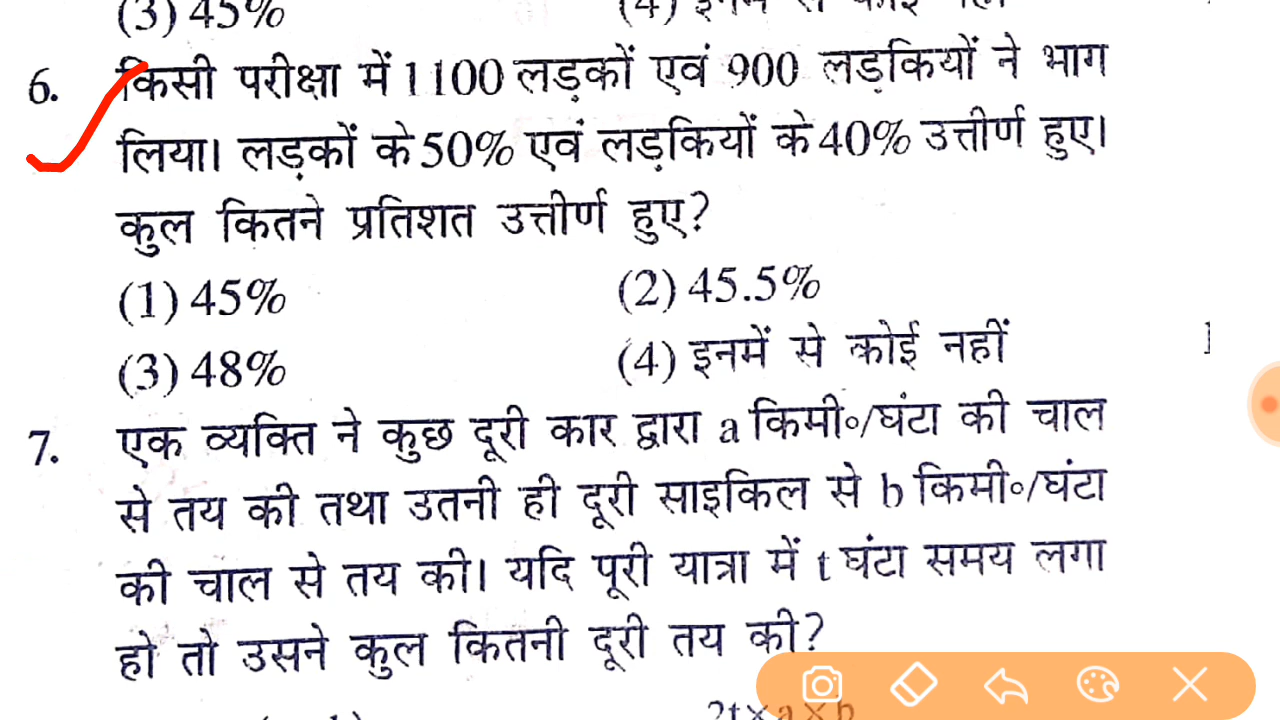 (3) 45%
6. किसी परीक्षा में 1100 लड़कों एवं 900 लड़कियों ने भाग
लिया। लड़कों के 50% एवं लड़कियों के 40% उत्तीर्ण हुए।
कुल कितने प्रतिशत उत्तीर्ण हुए?
(1) 45% (2) 45.5%
(3) 48% (4) इनमें से कोई नहीं
7. एक व्यक्ति ने कुछ दूरी कार द्वारा a किमी०/घंटा की चाल
से तय की तथा उतनी ही दूरी साइकिल से b किमी०/घंटा
की चाल से तय की। यदि पूरी यात्रा में t घंटा समय लगा
हो तो उसने कुल कितनी दूरी तय की?
2t×a×b